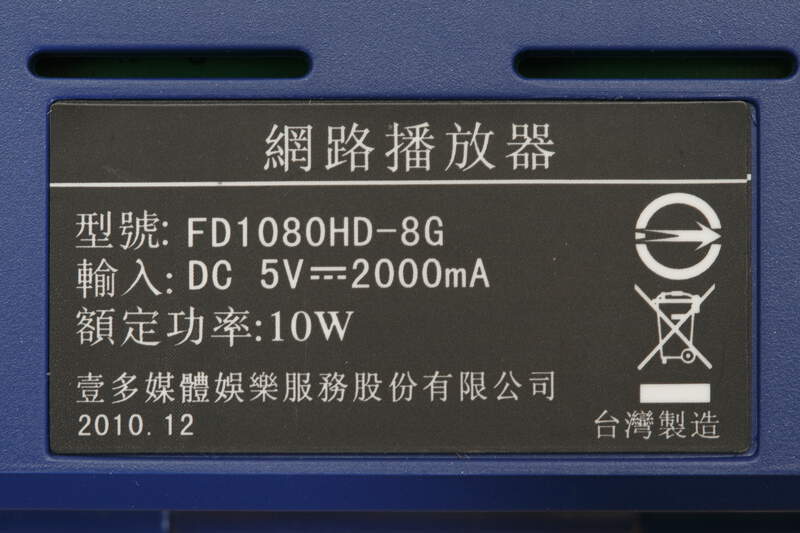 網路播放器
型號: FD1080HD-8G
輸入: DC 5V⎓2000mA
額定功率:10W
壹多媒體娛樂服務股份有限公司
2010.12
台灣製造